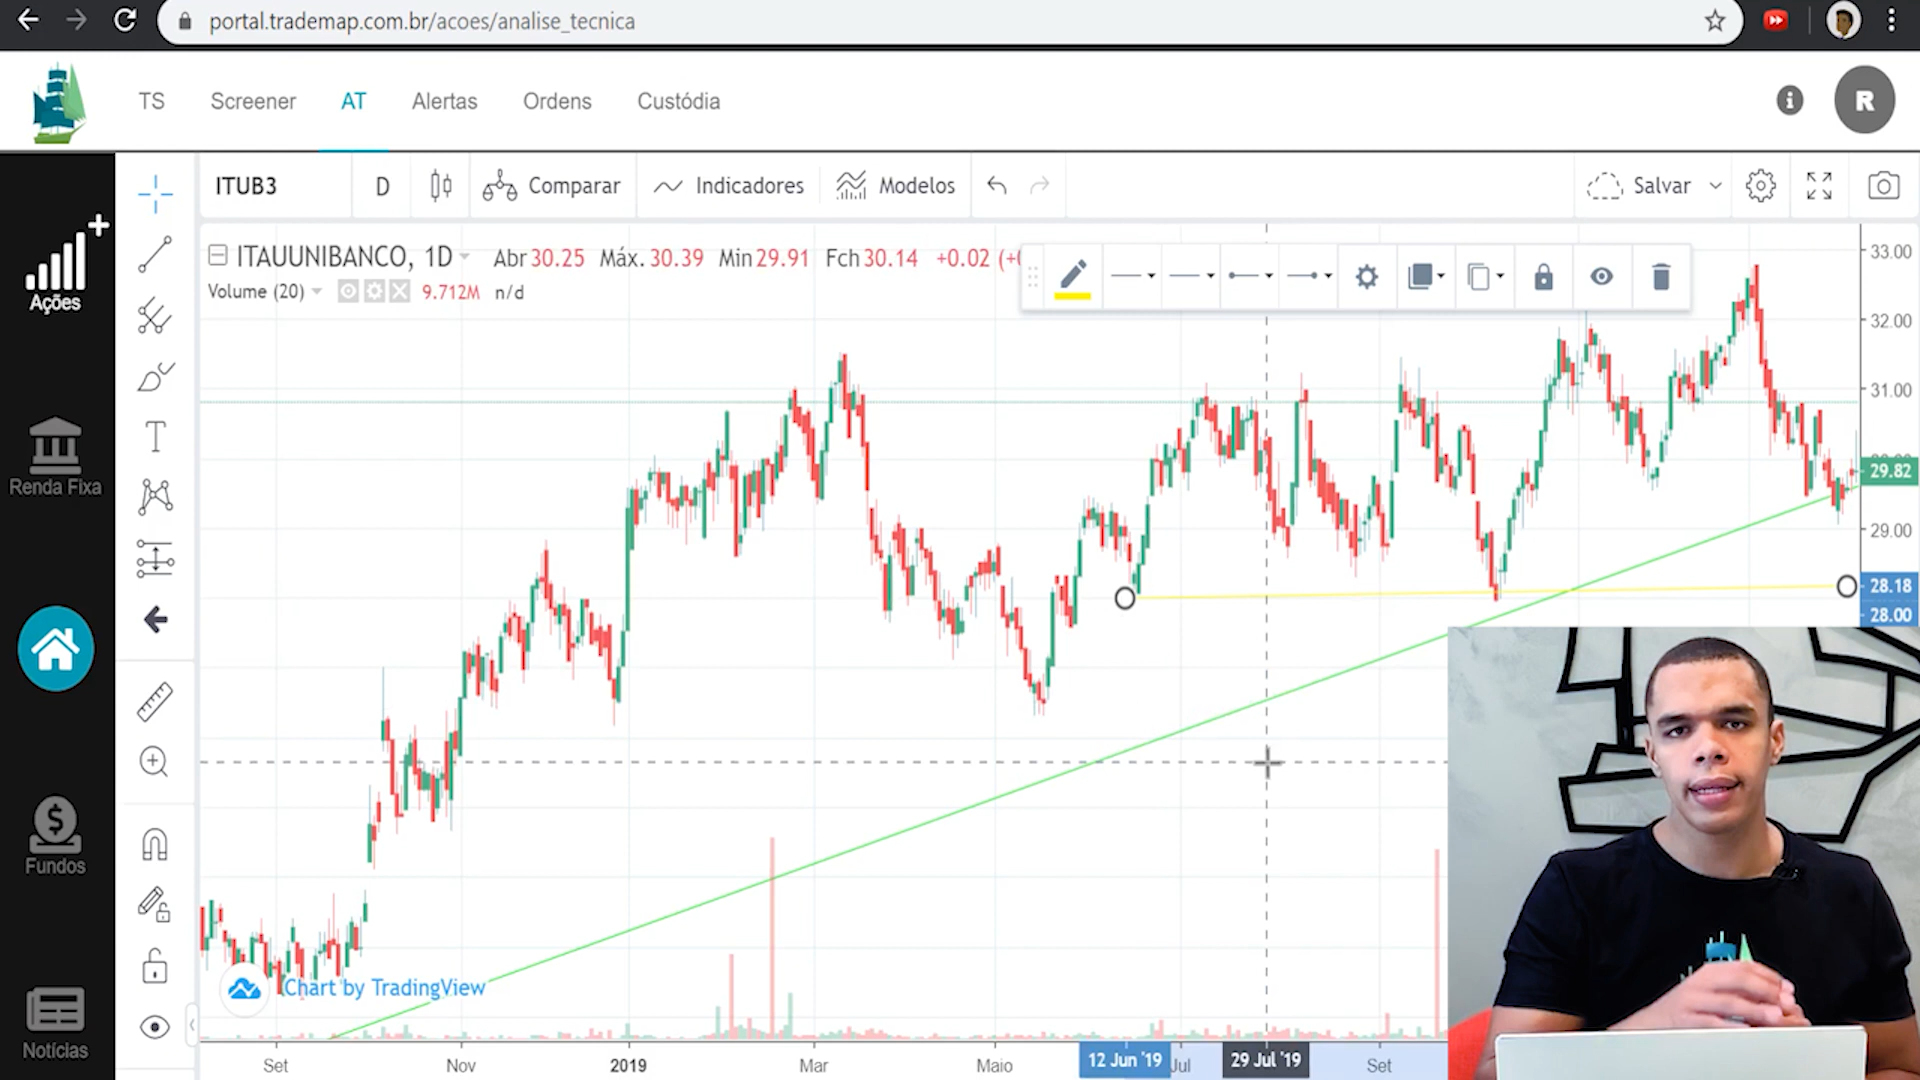 portal.trademap.com.br/acoes/analise_tecnica
TS Screener AT Alertas Ordens Custódia
R
ITUB3 D Comparar Indicadores Modelos Salvar
ITAUUNIBANCO, 1D Abr 30.25 Máx. 30.39 Min 29.91 Fch 30.14 +0.02
Volume (20) 9.712M n/d
Ações
Renda Fixa
Fundos
Notícias
T
33.00
32.00
31.00
29.82
29.00
28.18
28.00
Chart by TradingView
Set Nov 2019 Mar Maio 12 Jun '19 Jul 29 Jul '19 Set